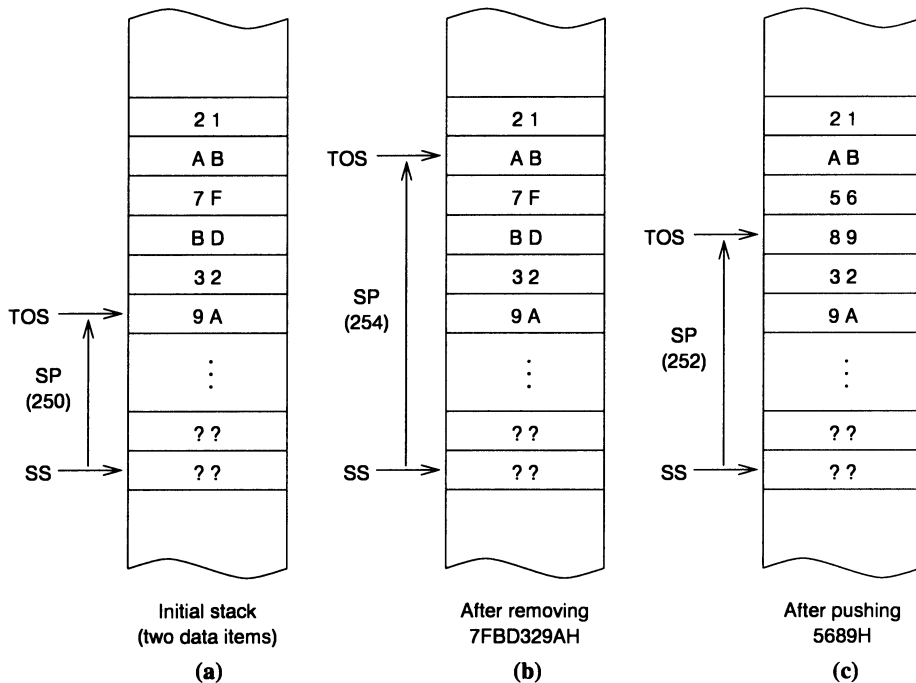 2 1
A B
7 F
B D
3 2
9 A
⋮
? ?
? ?
TOS
SP
(250)
SS
Initial stack
(two data items)
(a)
2 1
A B
7 F
B D
3 2
9 A
⋮
? ?
? ?
TOS
SP
(254)
SS
After removing
7FBD329AH
(b)
2 1
A B
5 6
8 9
3 2
9 A
⋮
? ?
? ?
TOS
SP
(252)
SS
After pushing
5689H
(c)